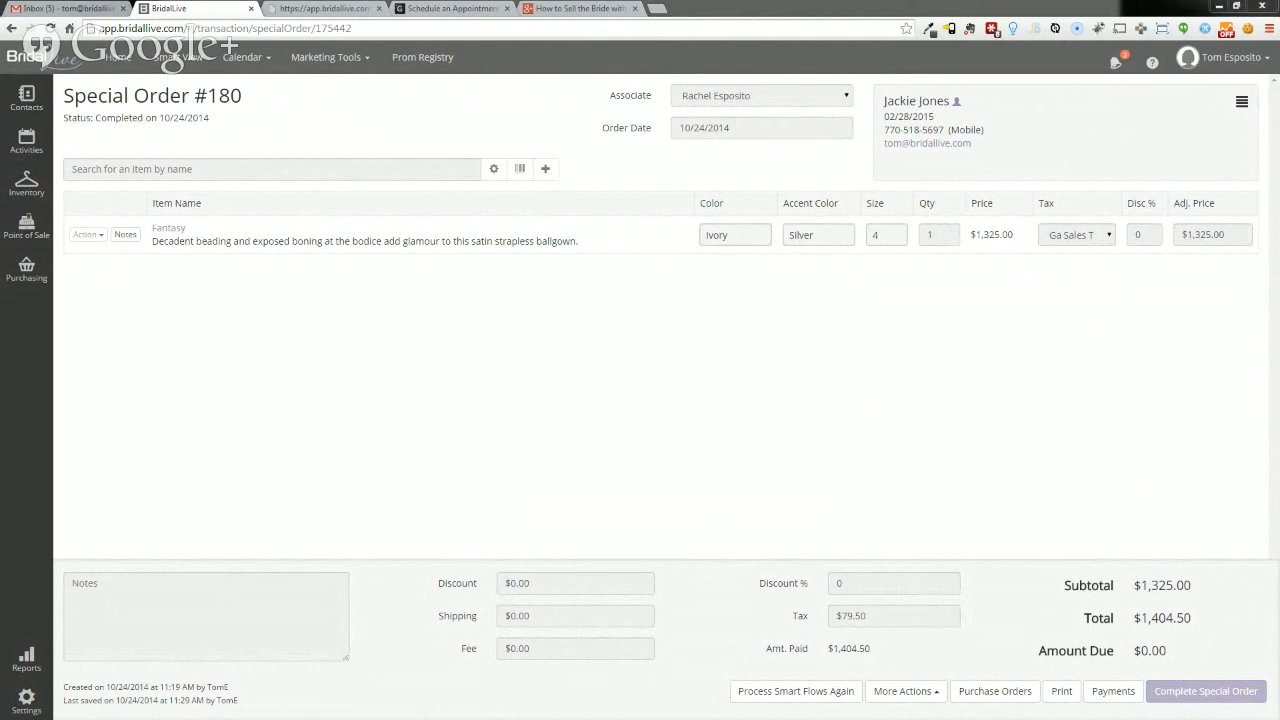 Inbox (5) - tom@bridalliv
BridalLive
https://app.bridallive.com
Schedule an Appointment
How to Sell the Bride with
app.bridallive.com/#/transaction/specialOrder/175442
Google+
Bridal Live
Home
Smart View
Calendar
Marketing Tools
Prom Registry
2
Tom Esposito
Contacts
Activities
Inventory
Point of Sale
Purchasing
Reports
Settings
Special Order #180
Status: Completed on 10/24/2014
Associate
Rachel Esposito
Order Date
10/24/2014
Jackie Jones
02/28/2015
770-518-5697 (Mobile)
tom@bridallive.com
Search for an item by name
Item Name
Color
Accent Color
Size
Qty
Price
Tax
Disc %
Adj. Price
Action
Notes
Fantasy
Decadent beading and exposed boning at the bodice add glamour to this satin strapless ballgown.
Ivory
Silver
4
1
$1,325.00
Ga Sales T
0
$1,325.00
Notes
Discount
$0.00
Shipping
$0.00
Fee
$0.00
Discount %
0
Tax
$79.50
Amt. Paid
$1,404.50
Subtotal
$1,325.00
Total
$1,404.50
Amount Due
$0.00
Created on 10/24/2014 at 11:19 AM by TomE
Last saved on 10/24/2014 at 11:29 AM by TomE
Process Smart Flows Again
More Actions
Purchase Orders
Print
Payments
Complete Special Order